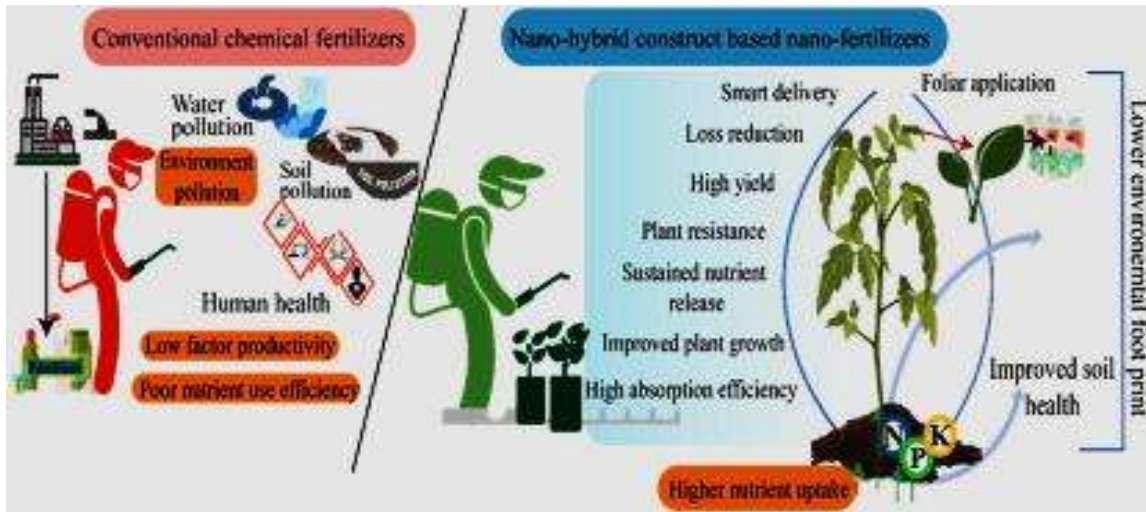 Conventional chemical fertilizers
Water
pollution
Environment
pollution
Soil
pollution
Human health
Low factor productivity
Poor nutrient use efficiency
Nano-hybrid construct based nano-fertilizers
Smart delivery
Foliar application
Loss reduction
High yield
Plant resistance
Sustained nutrient
release
Improved plant growth
High absorption efficiency
Improved soil
health
N
P
K
Higher nutrient uptake
Lower environmental foot print